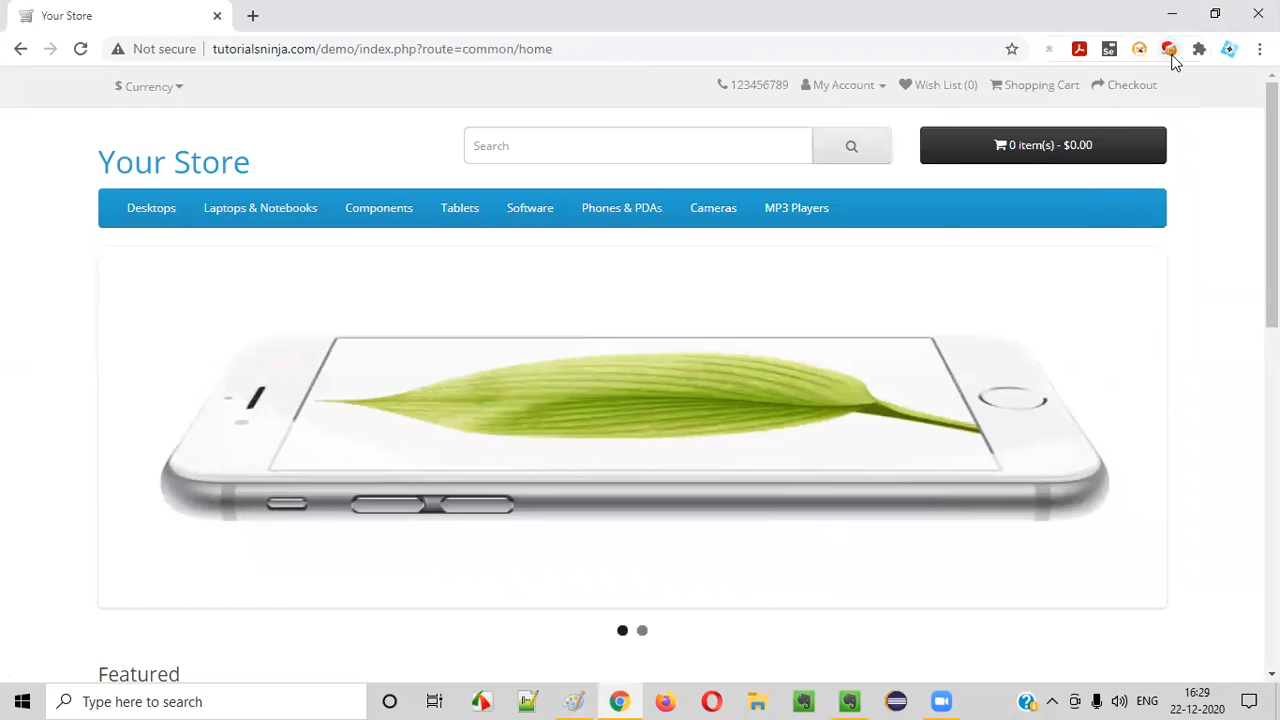 Your Store
Not secure
tutorialsninja.com/demo/index.php?route=common/home
Se
$ Currency
123456789
My Account
Wish List (0)
Shopping Cart
Checkout
Your Store
Search
0 item(s) - $0.00
Desktops
Laptops & Notebooks
Components
Tablets
Software
Phones & PDAs
Cameras
MP3 Players
Featured
Type here to search
ENG
16:29
22-12-2020